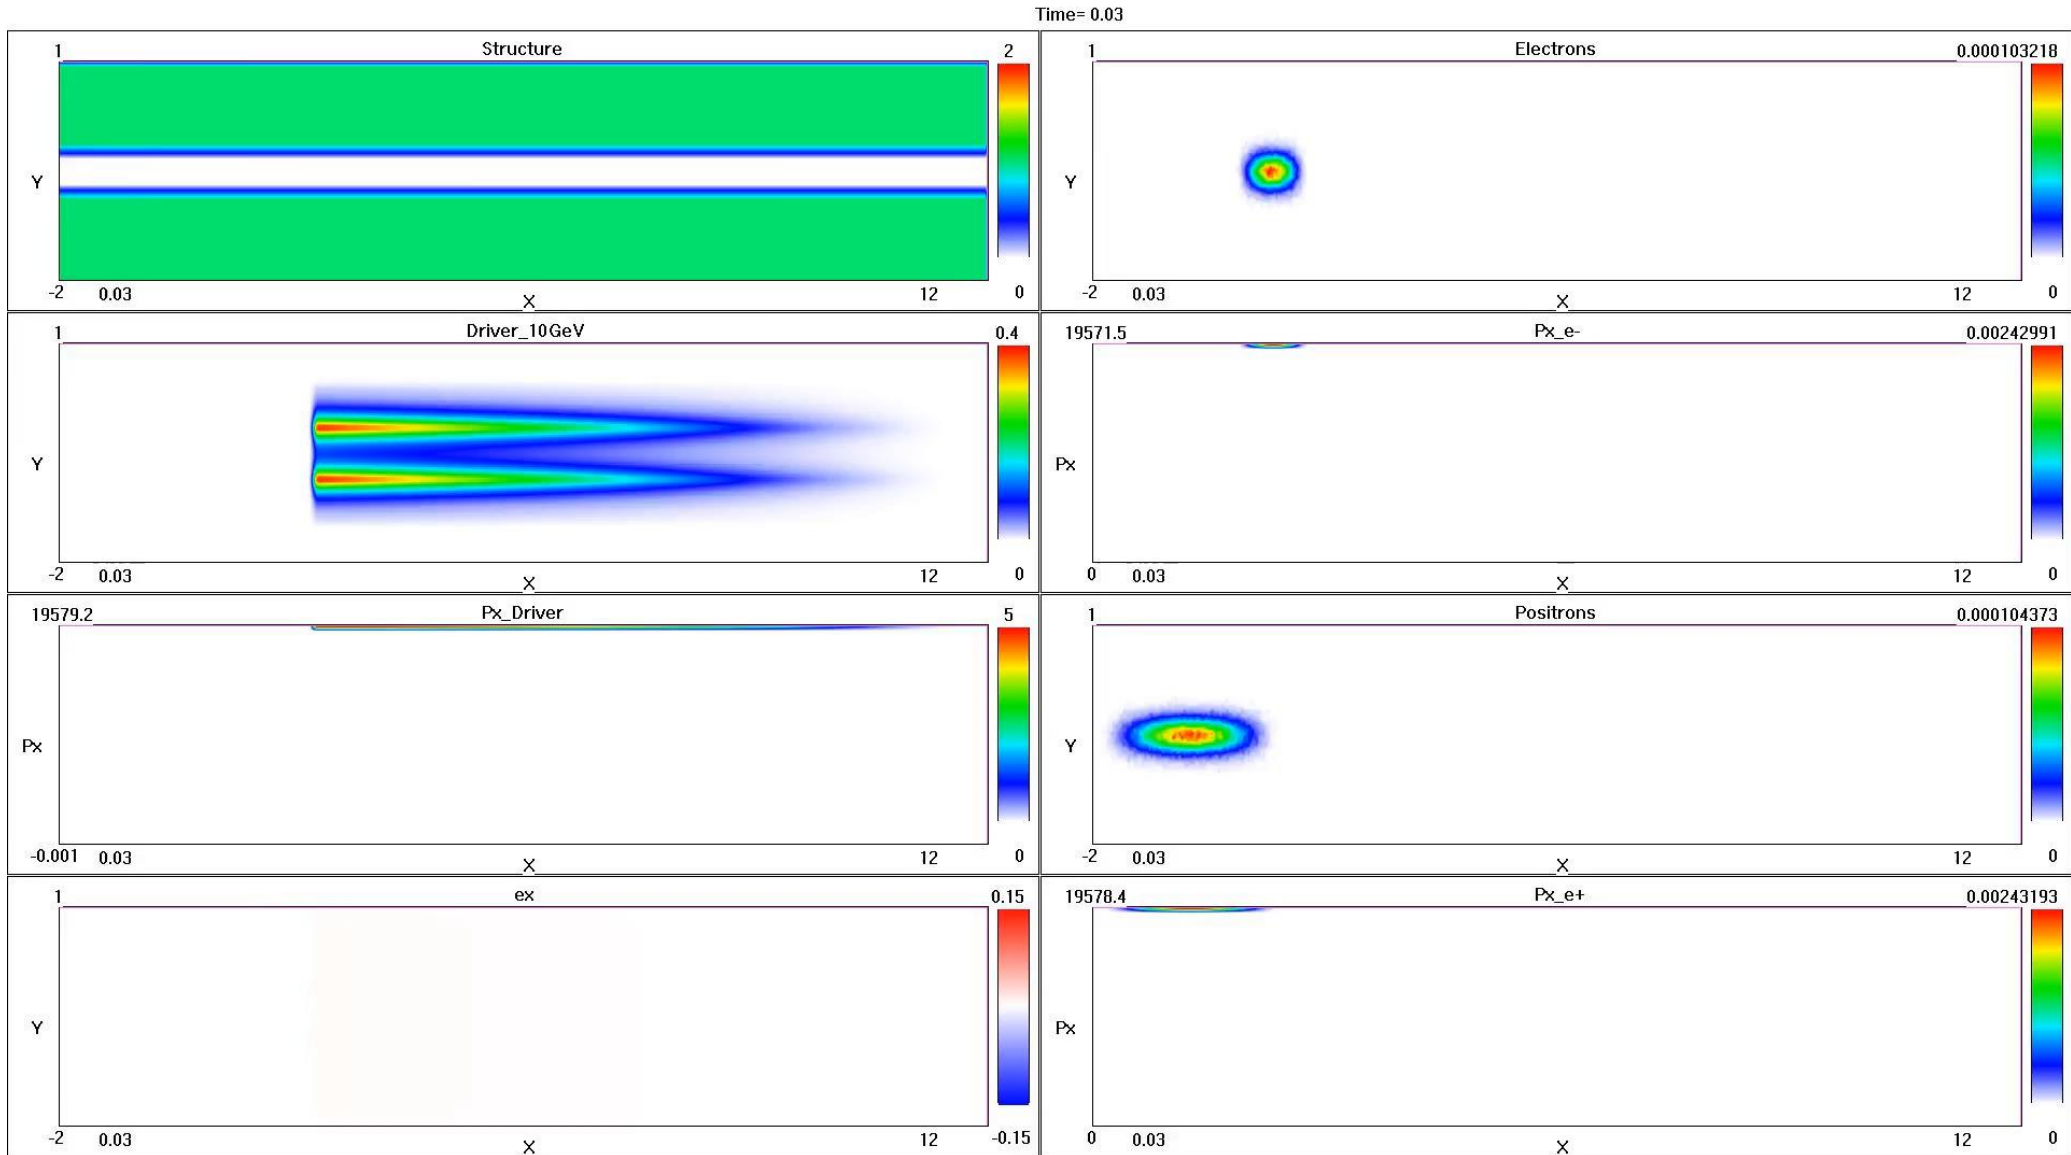 Time= 0.03
Structure
1
2
Y
-2 0.03 X 12 0
Electrons
1
0.000103218
Y
-2 0.03 X 12 0
Driver_10GeV
1
0.4
Y
-2 0.03 X 12 0
Px_e-
19571.5
0.00242991
Px
0 0.03 X 12 0
Px_Driver
19579.2
5
Px
-0.001 0.03 X 12 0
Positrons
1
0.000104373
Y
-2 0.03 X 12 0
ex
1
0.15
Y
-2 0.03 X 12 -0.15
Px_e+
19578.4
0.00243193
Px
0 0.03 X 12 0